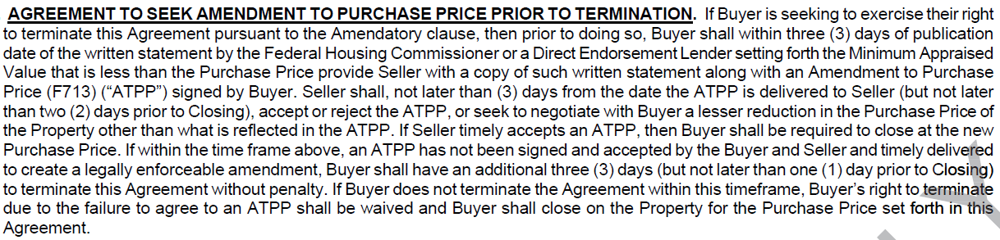 AGREEMENT TO SEEK AMENDMENT TO PURCHASE PRICE PRIOR TO TERMINATION. If Buyer is seeking to exercise their right
to terminate this Agreement pursuant to the Amendatory clause, then prior to doing so, Buyer shall within three (3) days of publication
date of the written statement by the Federal Housing Commissioner or a Direct Endorsement Lender setting forth the Minimum Appraised
Value that is less than the Purchase Price provide Seller with a copy of such written statement along with an Amendment to Purchase
Price (F713) ("ATPP") signed by Buyer. Seller shall, not later than (3) days from the date the ATPP is delivered to Seller (but not later
than two (2) days prior to Closing), accept or reject the ATPP, or seek to negotiate with Buyer a lesser reduction in the Purchase Price of
the Property other than what is reflected in the ATPP. If Seller timely accepts an ATPP, then Buyer shall be required to close at the new
Purchase Price. If within the time frame above, an ATPP has not been signed and accepted by the Buyer and Seller and timely delivered
to create a legally enforceable amendment, Buyer shall have an additional three (3) days (but not later than one (1) day prior to Closing)
to terminate this Agreement without penalty. If Buyer does not terminate the Agreement within this timeframe, Buyer's right to terminate
due to the failure to agree to an ATPP shall be waived and Buyer shall close on the Property for the Purchase Price set forth in this
Agreement.